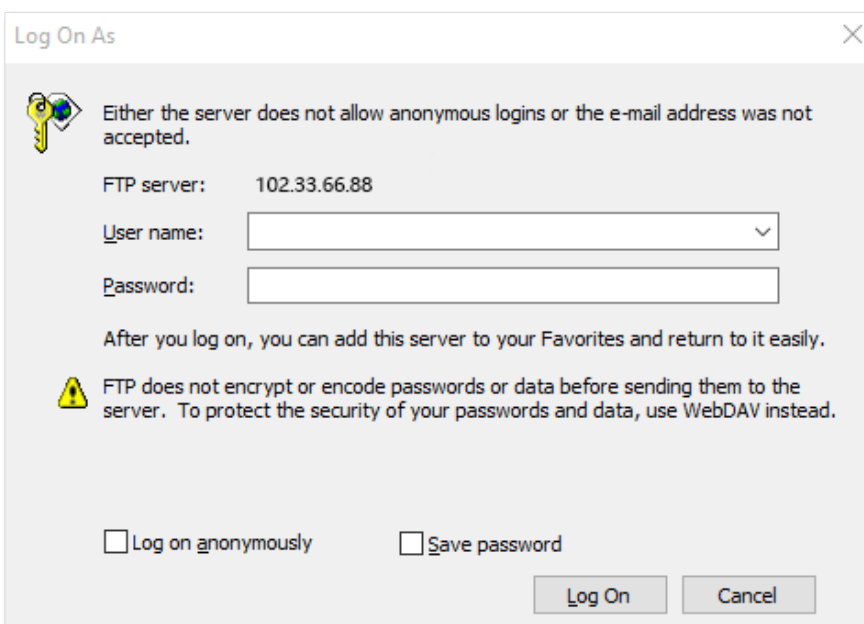 Log On As
Either the server does not allow anonymous logins or the e-mail address was not
accepted.
FTP server: 102.33.66.88
User name:
Password:
After you log on, you can add this server to your Favorites and return to it easily.
FTP does not encrypt or encode passwords or data before sending them to the
server.  To protect the security of your passwords and data, use WebDAV instead.
Log on anonymously Save password
Log On Cancel